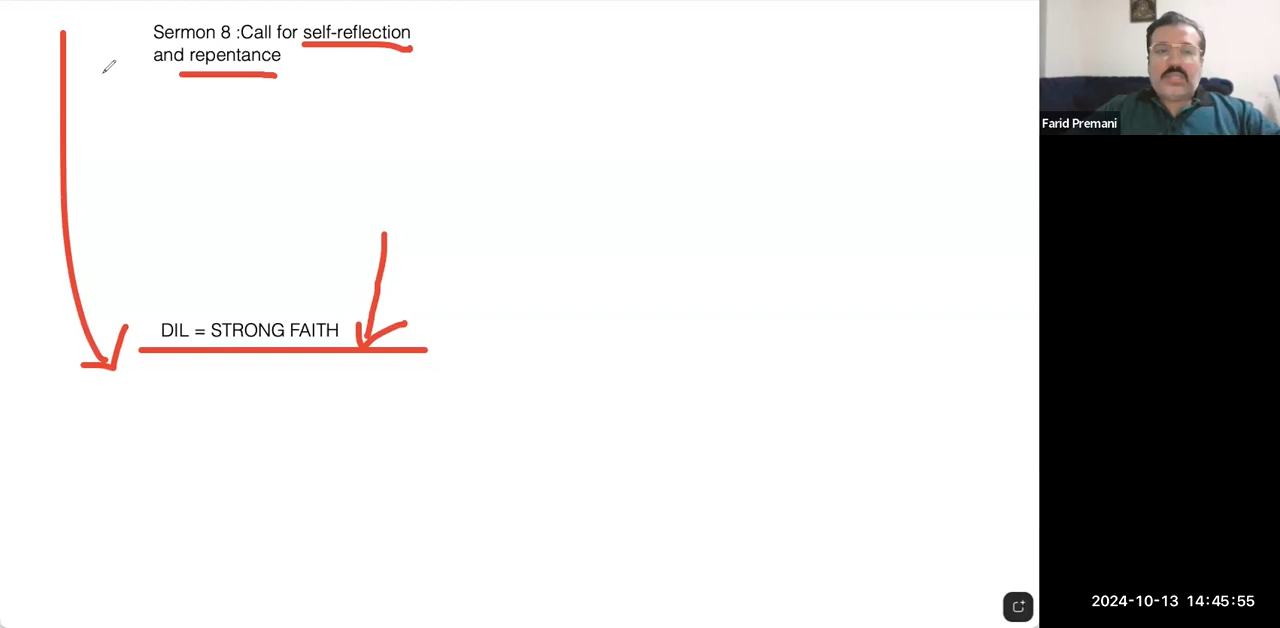 Sermon 8 :Call for self-reflection
and repentance
DIL = STRONG FAITH
Farid Premani
2024-10-13 14:45:55